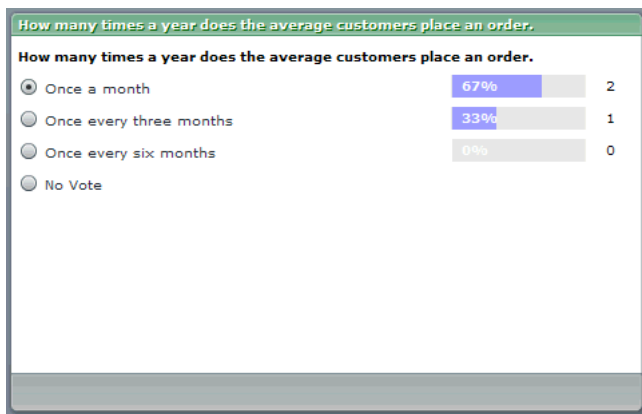 How many times a year does the average customers place an order.
How many times a year does the average customers place an order.
Once a month 67% 2
Once every three months 33% 1
Once every six months 0% 0
No Vote